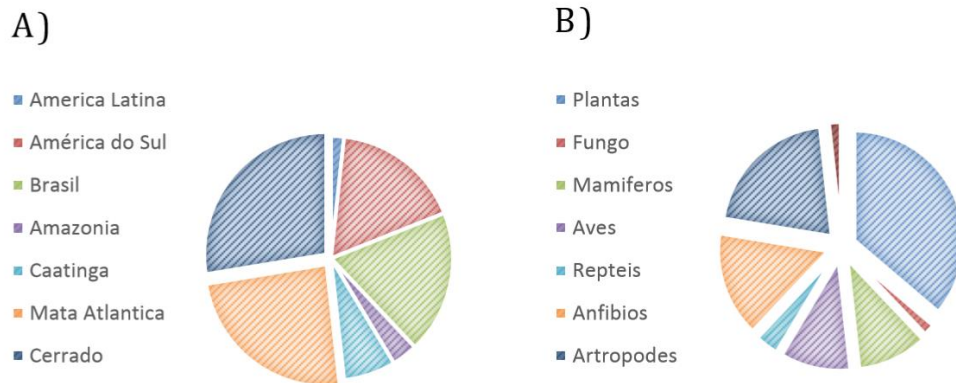 A)
America Latina
América do Sul
Brasil
Amazonia
Caatinga
Mata Atlantica
Cerrado
B)
Plantas
Fungo
Mamiferos
Aves
Repteis
Anfibios
Artropodes